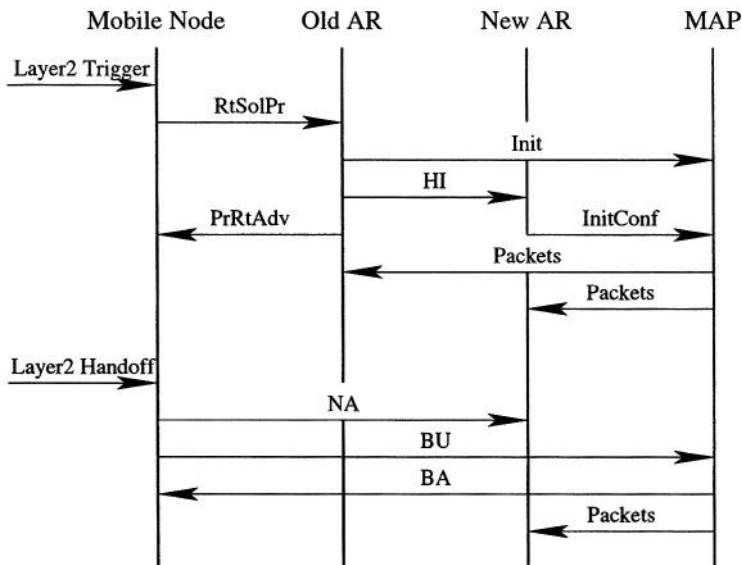 Mobile Node Old AR New AR MAP
Layer2 Trigger
RtSolPr
Init
HI
PrRtAdv InitConf
Packets
Packets
Layer2 Handoff
NA
BU
BA
Packets